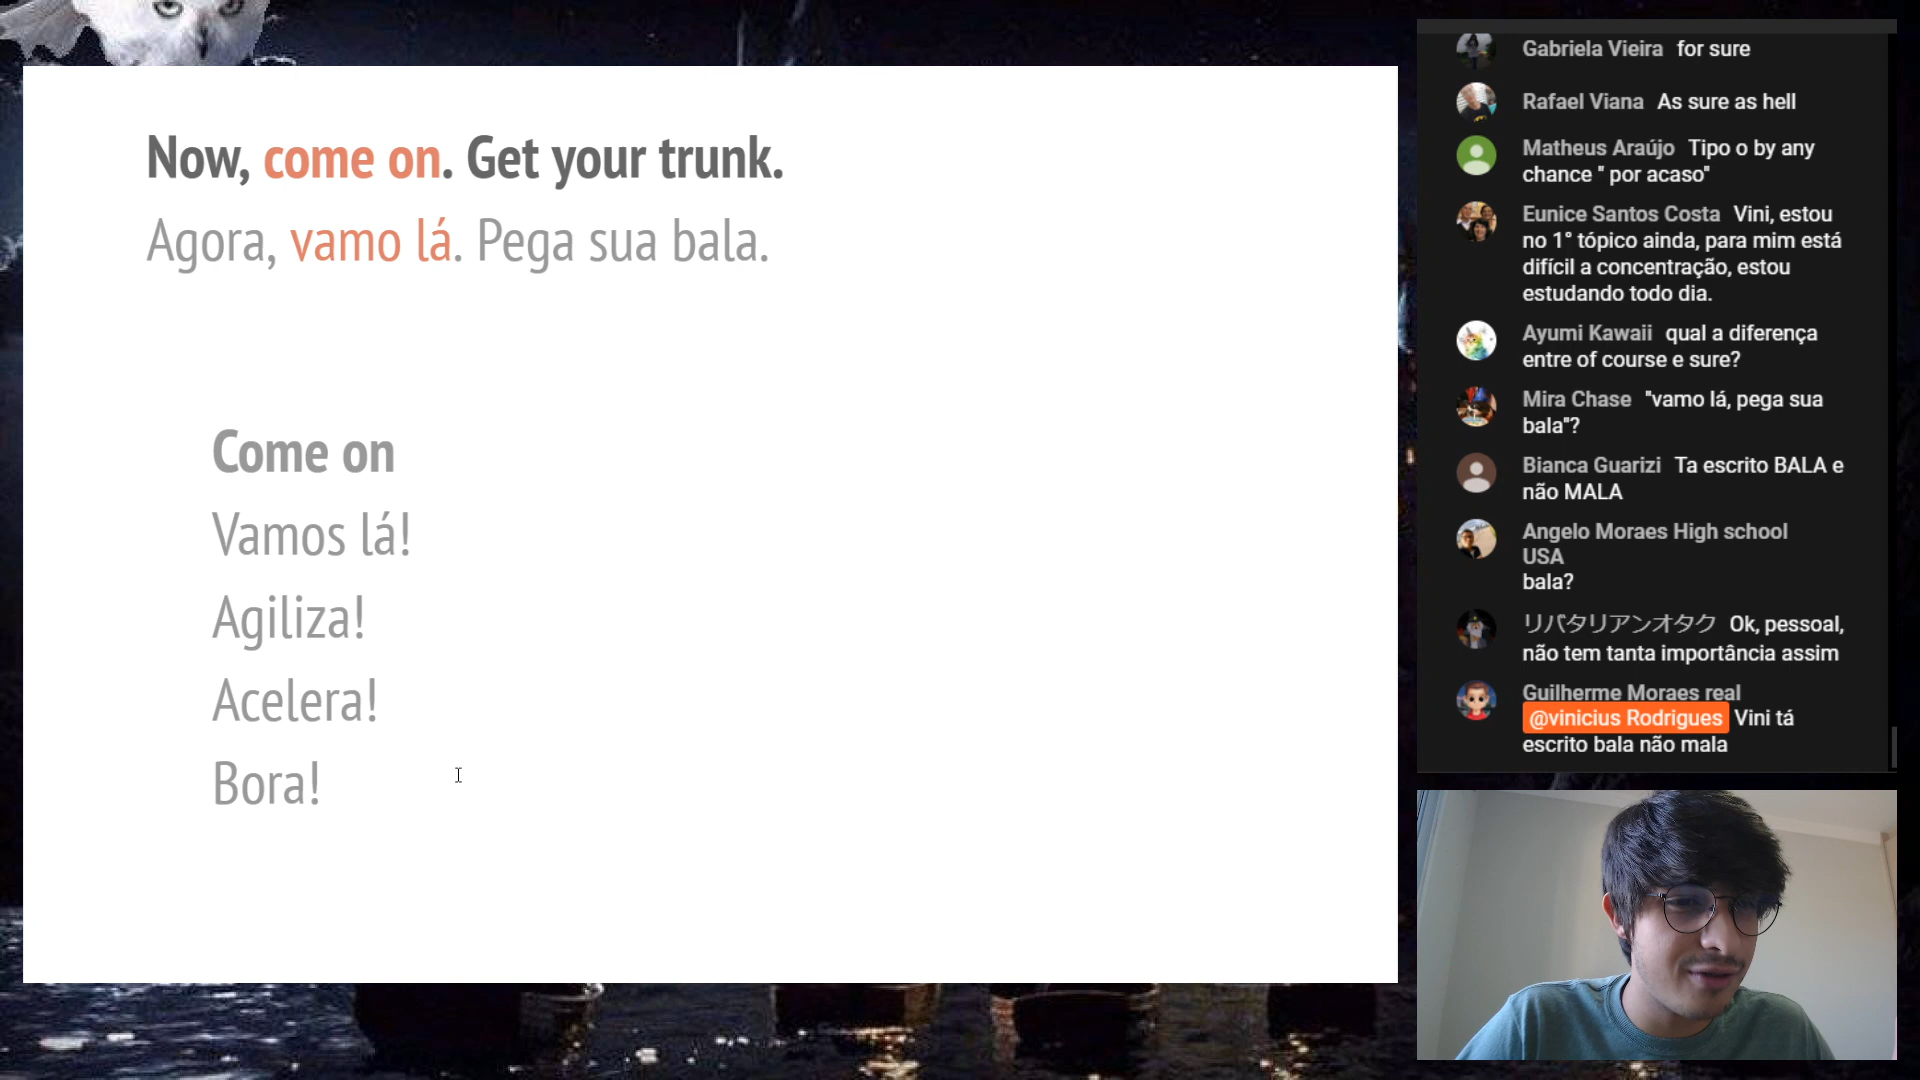 Now, come on. Get your trunk.
Agora, vamo lá. Pega sua bala.
Come on
Vamos lá!
Agiliza!
Acelera!
Bora!
Gabriela Vieira for sure
Rafael Viana As sure as hell
Matheus Araújo Tipo o by any
chance " por acaso"
Eunice Santos Costa Vini, estou
no 1° tópico ainda, para mim está
difícil a concentração, estou
estudando todo dia.
Ayumi Kawaii qual a diferença
entre of course e sure?
Mira Chase "vamo lá, pega sua
bala"?
Bianca Guarizi Ta escrito BALA e
não MALA
Angelo Moraes High school
USA
bala?
リバタリアンオタク Ok, pessoal,
não tem tanta importância assim
Guilherme Moraes real
@vinicius Rodrigues Vini tá
escrito bala não mala